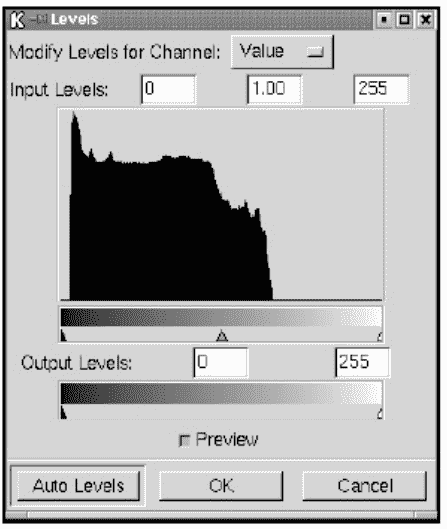 Levels
Modify Levels for Channel: Value
Input Levels: 0 1.00 255
Output Levels: 0 255
Preview
Auto Levels OK Cancel